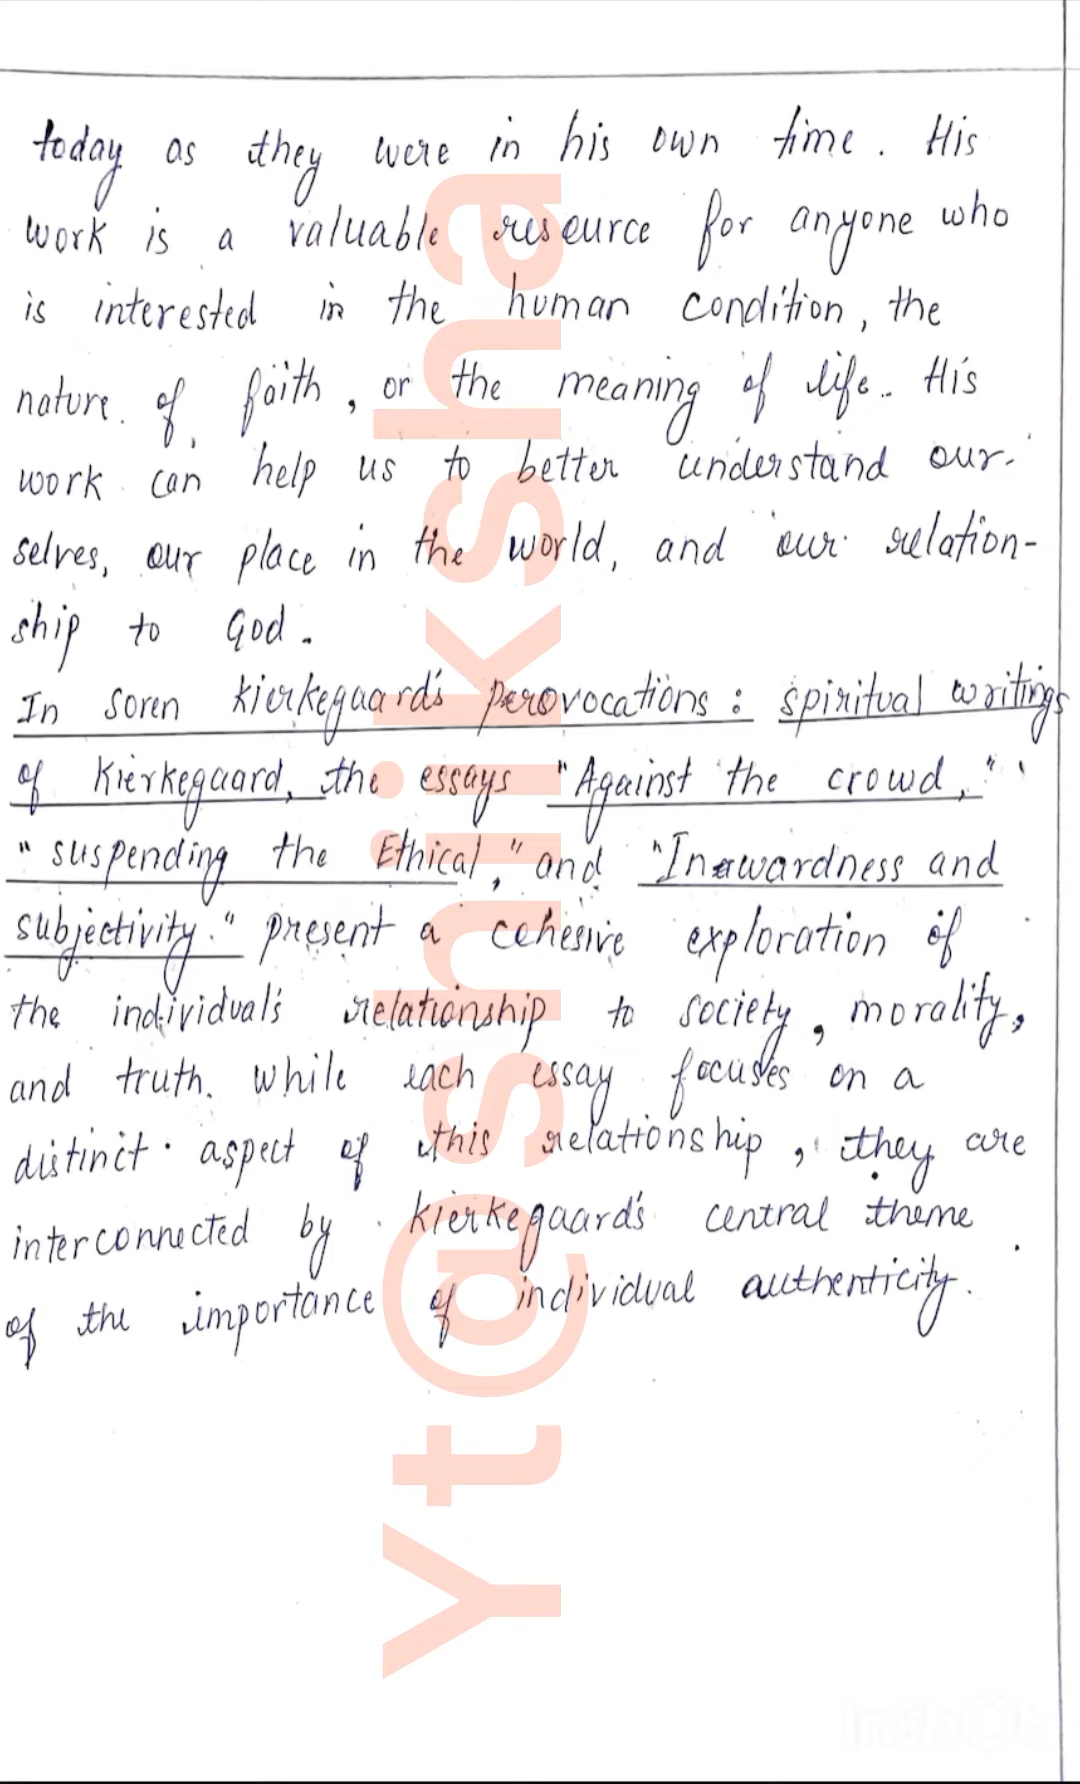 today as they were in his own time. His
work is a valuable resource for anyone who
is interested in the human condition, the
nature of faith, or the meaning of life. His
work can help us to better understand our-
selves, our place in the world, and our relation-
ship to God.
In soren kierkegaard's perovocations: spiritual writings
of Kierkegaard, the essays "Against the crowd,"
"suspending the Ethical," and "Inwardness and
subjectivity." present a cohesive exploration of
the individual's relationship to society, morality,
and truth. While each essay focuses on a
distinct aspect of this relationship, they are
interconnected by kierkegaard's central theme
of the importance of individual authenticity.
Yt@shiksha
InShOt